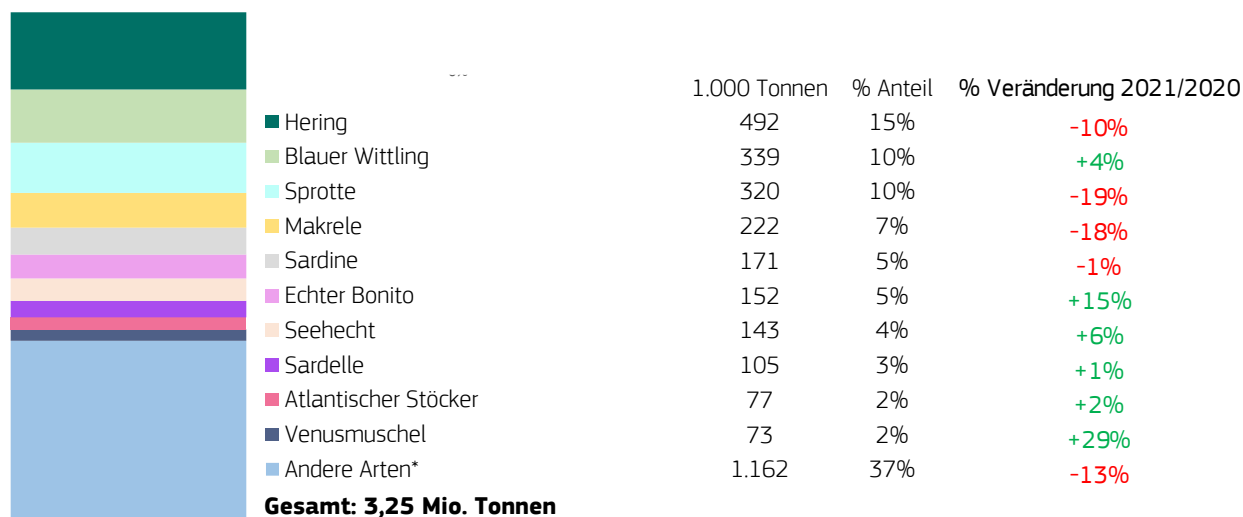 1.000 Tonnen % Anteil % Veränderung 2021/2020
Hering 492 15% -10%
Blauer Wittling 339 10% +4%
Sprotte 320 10% -19%
Makrele 222 7% -18%
Sardine 171 5% -1%
Echter Bonito 152 5% +15%
Seehecht 143 4% +6%
Sardelle 105 3% +1%
Atlantischer Stöcker 77 2% +2%
Venusmuschel 73 2% +29%
Andere Arten* 1.162 37% -13%
Gesamt: 3,25 Mio. Tonnen